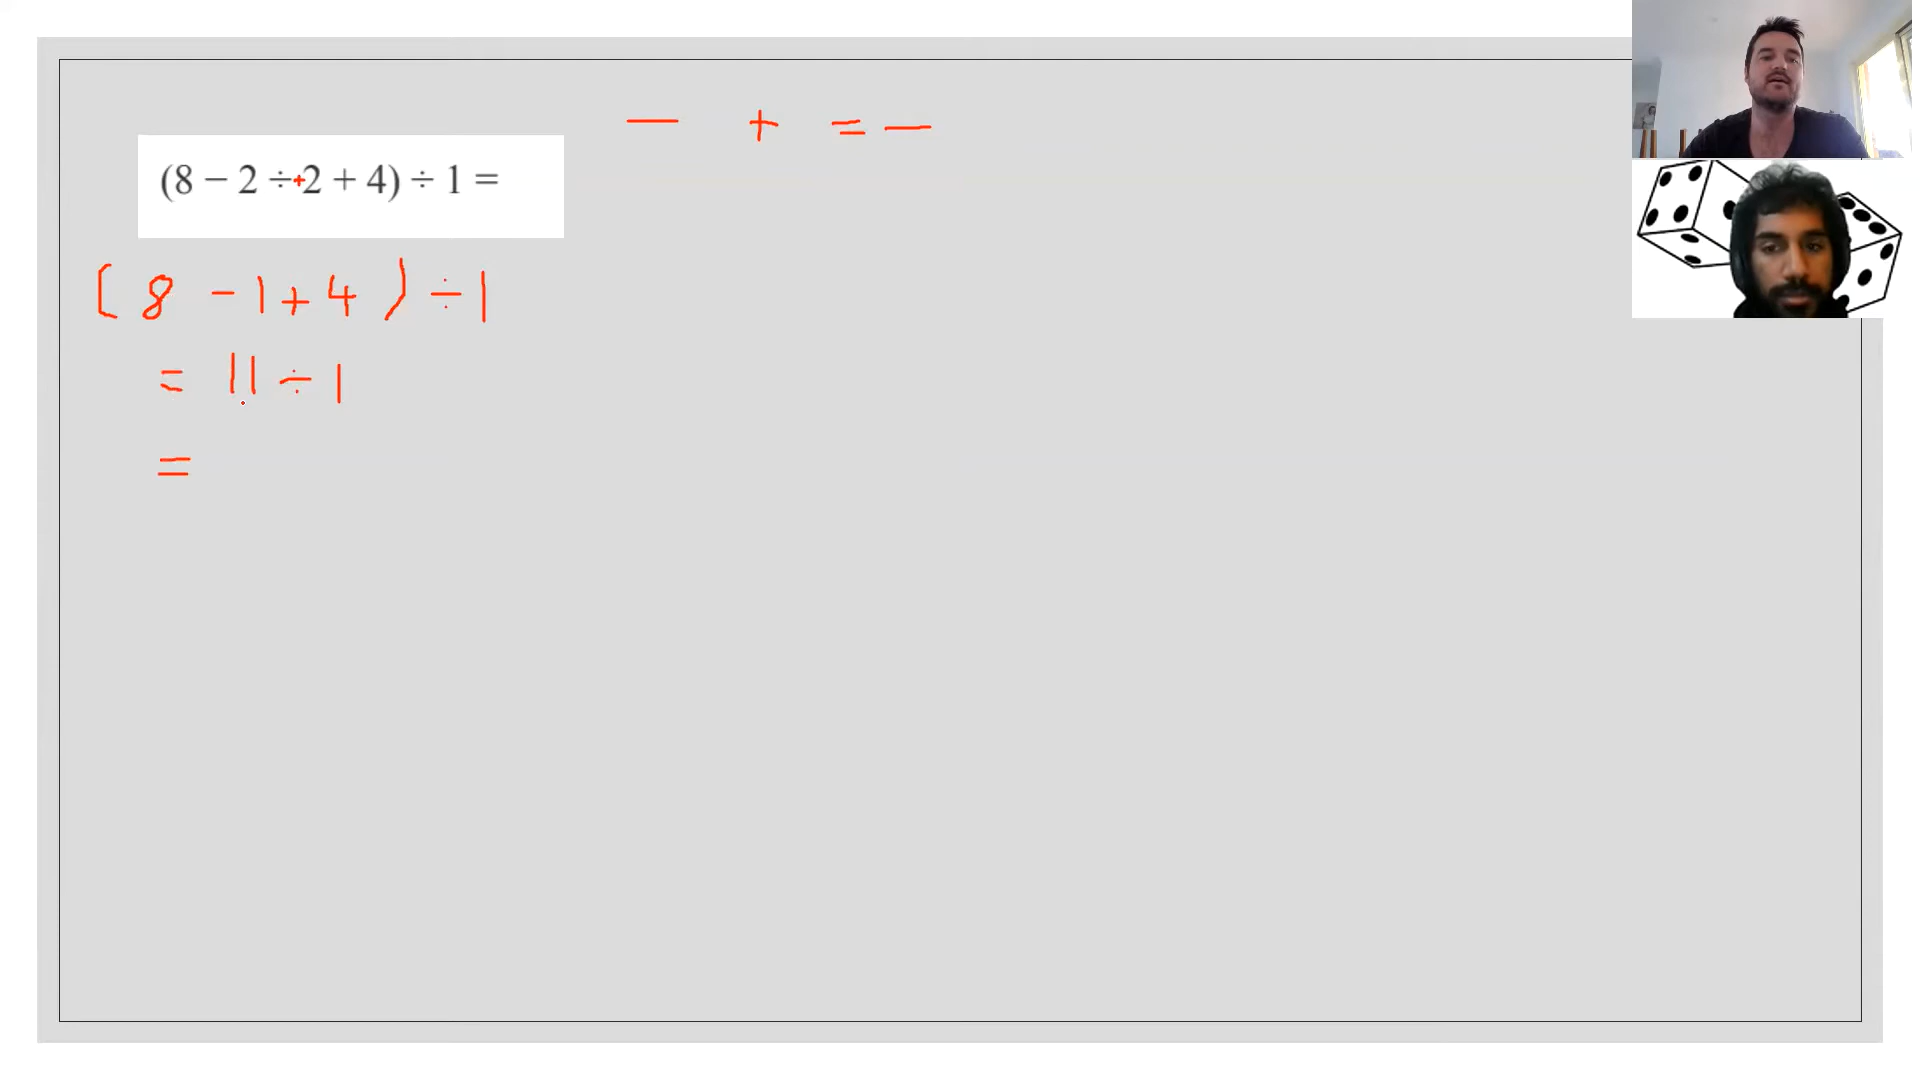 — + = —
(8 − 2 ÷ +2 + 4) ÷ 1 =
( 8 - 1 + 4 ) ÷ 1
= 11 ÷ 1
=